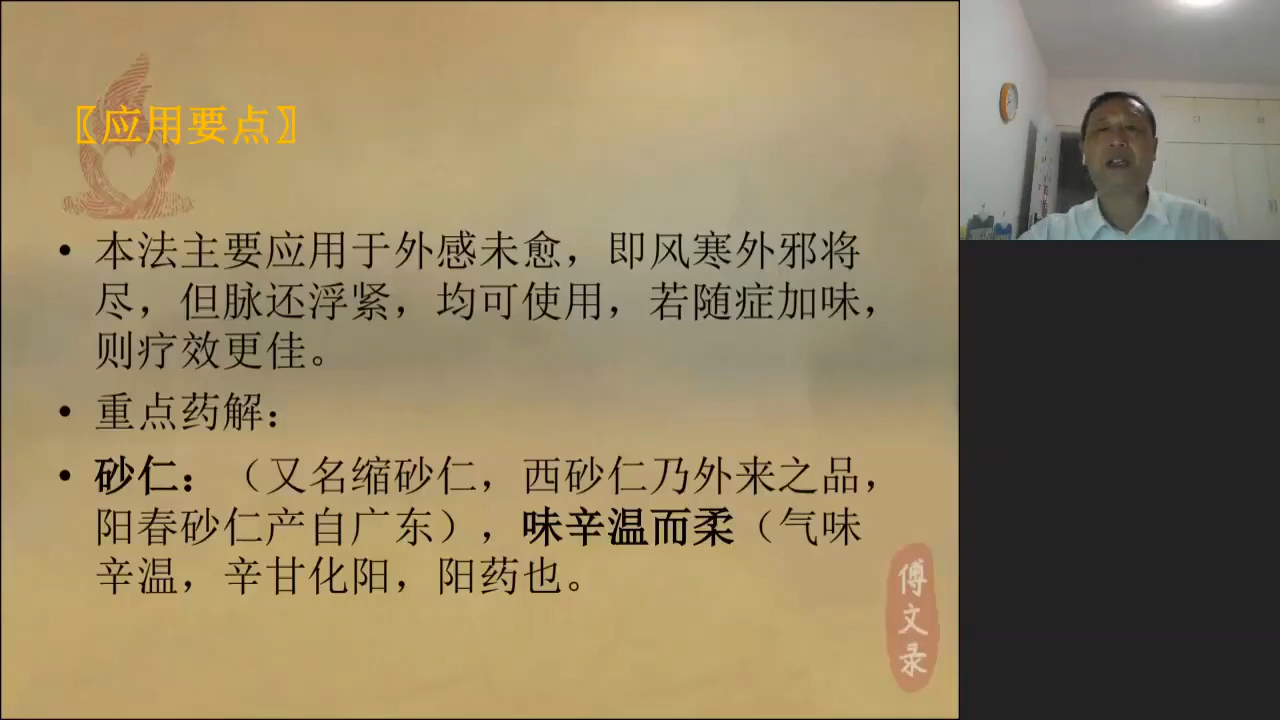 〖应用要点〗
• 本法主要应用于外感未愈，即风寒外邪将
尽，但脉还浮紧，均可使用，若随症加味，
则疗效更佳。
• 重点药解：
• 砂仁：（又名缩砂仁，西砂仁乃外来之品，
阳春砂仁产自广东），味辛温而柔（气味
辛温，辛甘化阳，阳药也。
傅文录